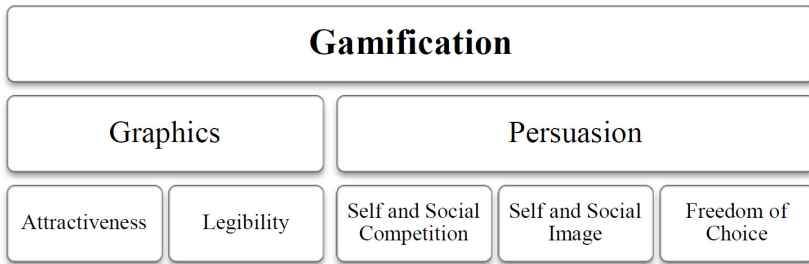 Gamification
Graphics
Persuasion
Attractiveness
Legibility
Self and Social
Competition
Self and Social
Image
Freedom of
Choice